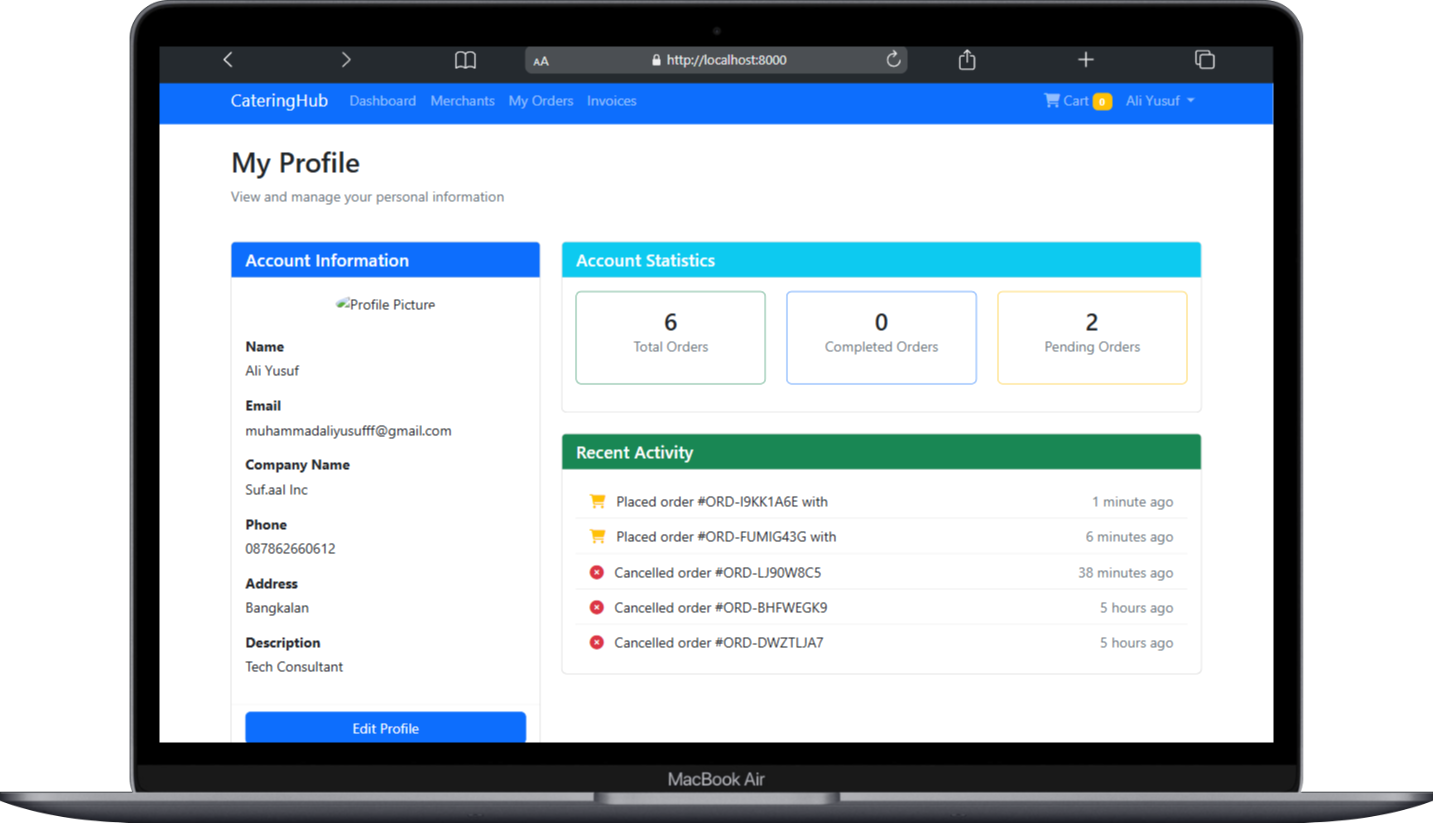 AA http://localhost:8000
CateringHub Dashboard Merchants My Orders Invoices Cart 0 Ali Yusuf
My Profile
View and manage your personal information
Account Information
Profile Picture
Name
Ali Yusuf
Email
muhammadaliyusufff@gmail.com
Company Name
Suf.aal Inc
Phone
087862660612
Address
Bangkalan
Description
Tech Consultant
Edit Profile
Account Statistics
6
Total Orders
0
Completed Orders
2
Pending Orders
Recent Activity
Placed order #ORD-I9KK1A6E with 1 minute ago
Placed order #ORD-FUMIG43G with 6 minutes ago
Cancelled order #ORD-LJ90W8C5 38 minutes ago
Cancelled order #ORD-BHFWEGK9 5 hours ago
Cancelled order #ORD-DWZTLJA7 5 hours ago
MacBook Air